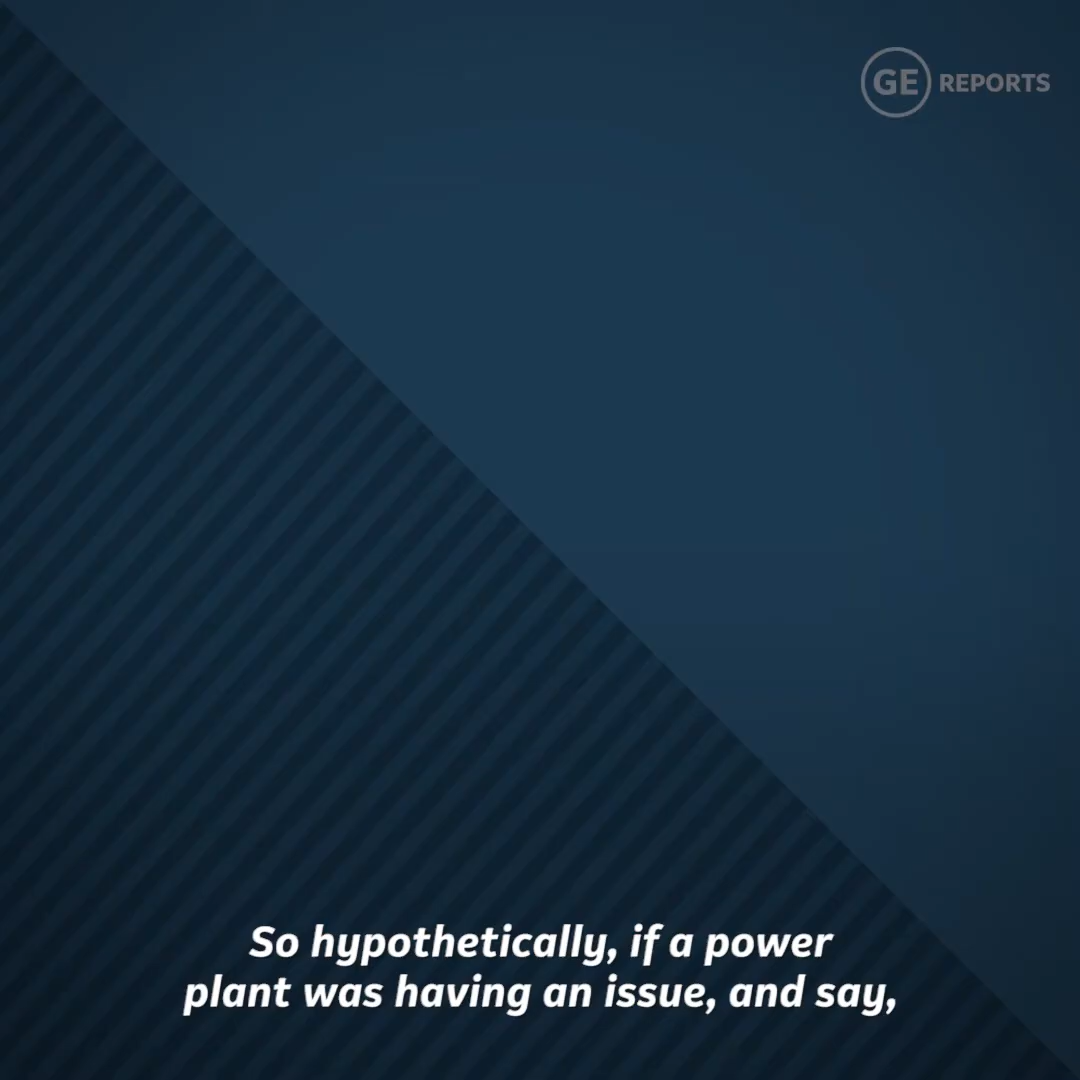 GE REPORTS
So hypothetically, if a power
plant was having an issue, and say,